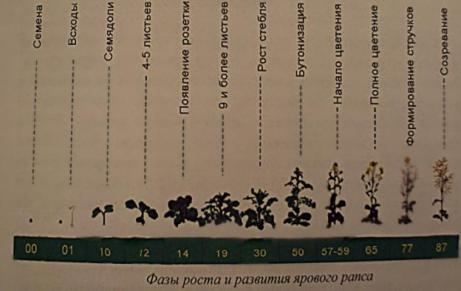 Семена
Всходы
Семядоли
4-5 листьев
Появление розетки
9 и более листьев
Рост стебля
Бутонизация
Начало цветения
Полное цветение
Формирование стручков
Созревание
00 01 10 12 14 19 30 50 57-59 65 77 87
Фазы роста и развития ярового рапса